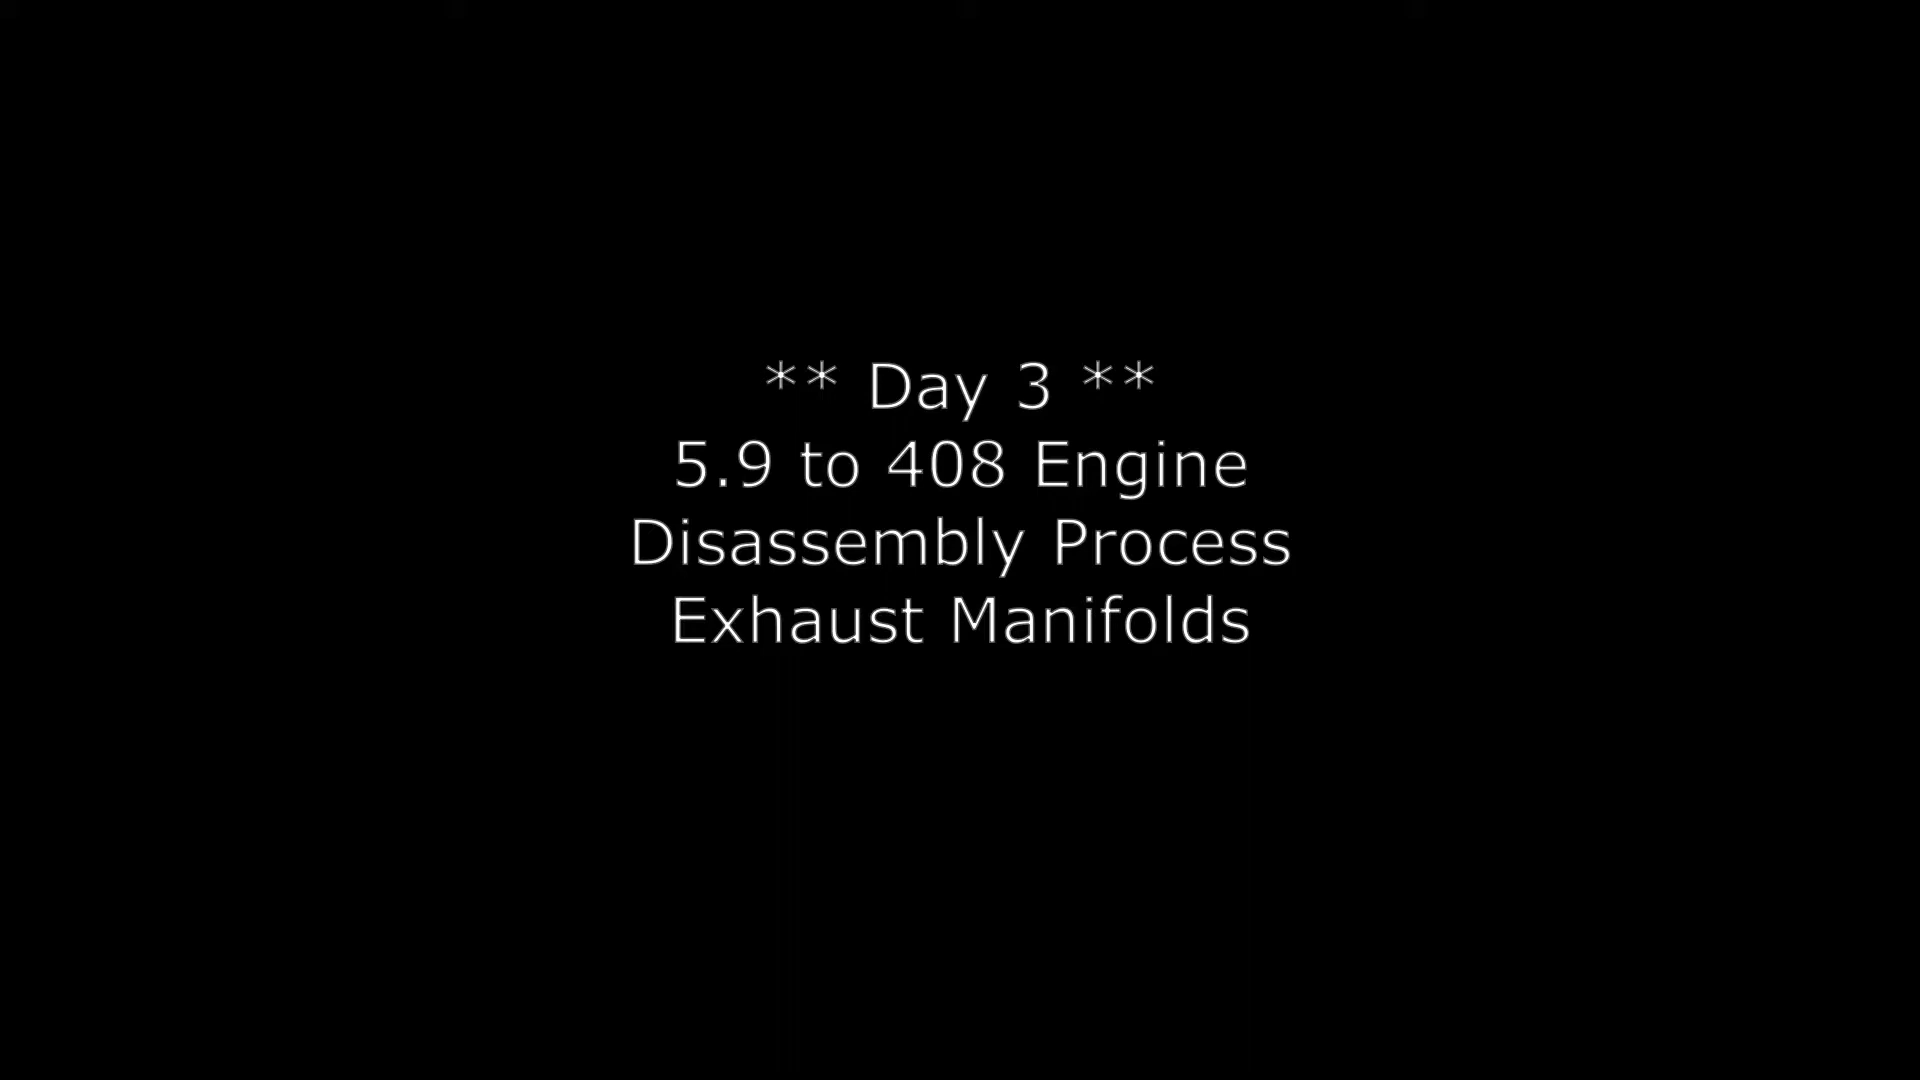 ** Day 3 **
5.9 to 408 Engine
Disassembly Process
Exhaust Manifolds